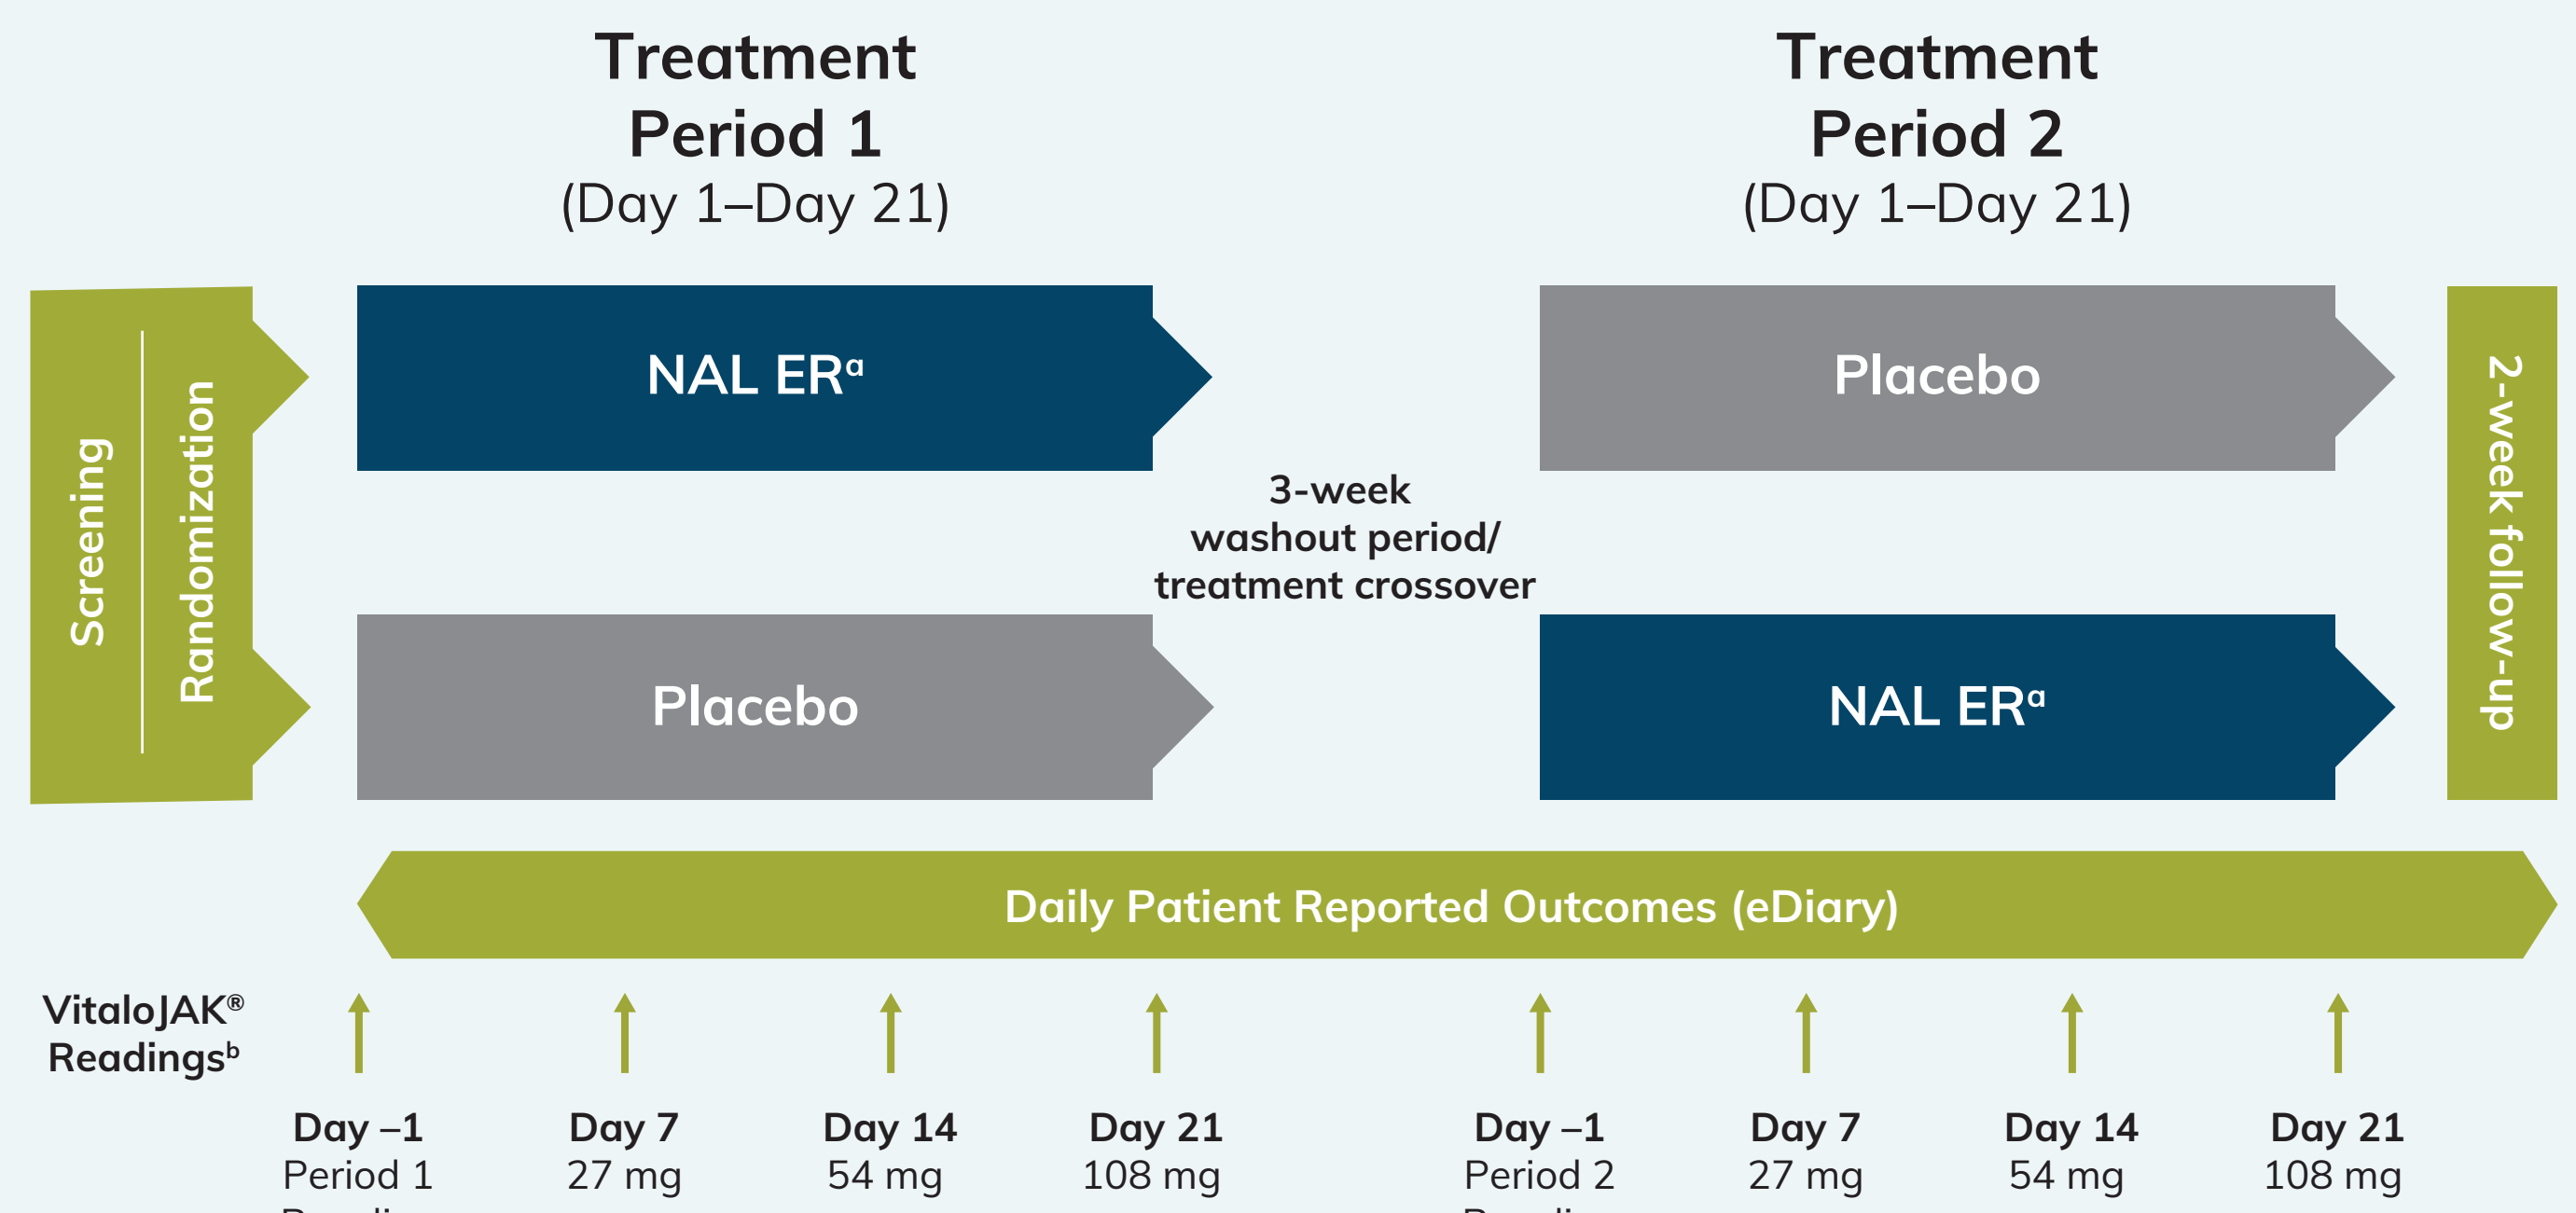 Treatment
Period 1
(Day 1–Day 21)
Treatment
Period 2
(Day 1–Day 21)
Screening
Randomization
NAL ERᵃ
Placebo
3-week
washout period/
treatment crossover
Placebo
NAL ERᵃ
2-week follow-up
Daily Patient Reported Outcomes (eDiary)
VitaloJAK®
Readingsᵇ
Day –1
Period 1
Day 7
27 mg
Day 14
54 mg
Day 21
108 mg
Day –1
Period 2
Day 7
27 mg
Day 14
54 mg
Day 21
108 mg